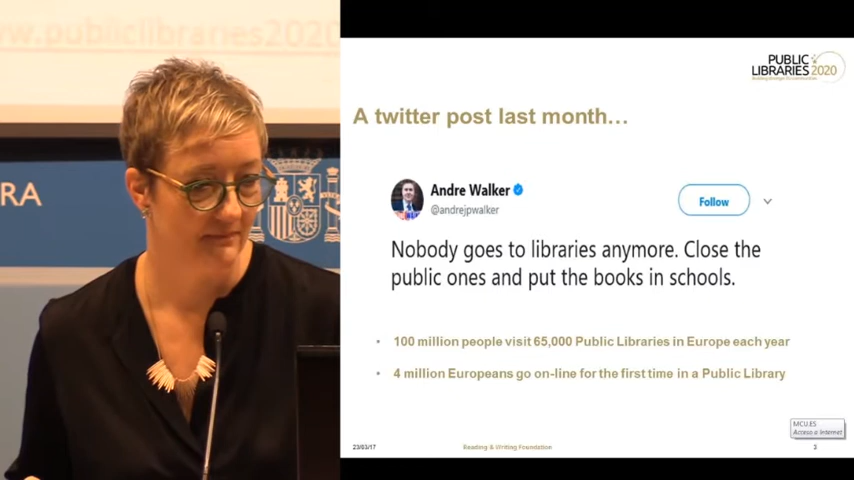 w.publiclibraries2020
RA
PUBLIC
LIBRARIES 2020
A twitter post last month…
Andre Walker
@andrejpwalker
Follow
Nobody goes to libraries anymore. Close the
public ones and put the books in schools.
• 100 million people visit 65,000 Public Libraries in Europe each year
• 4 million Europeans go on-line for the first time in a Public Library
MCU.ES
Acceso a Internet
23/03/17
Reading & Writing Foundation
3